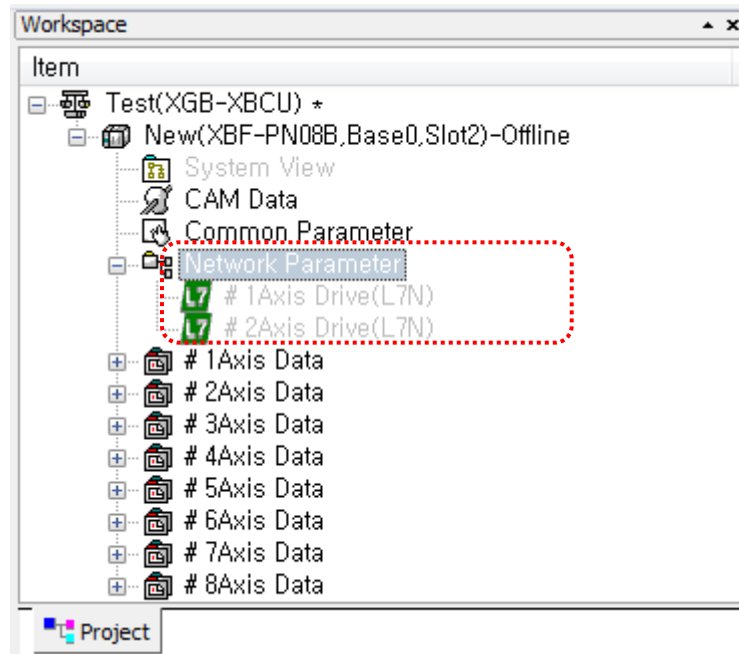 Workspace
Item
Test(XGB-XBCU) *
New(XBF-PN08B,Base0,Slot2)-Offline
System View
CAM Data
Common Parameter
Network Parameter
L7 # 1Axis Drive(L7N)
L7 # 2Axis Drive(L7N)
# 1Axis Data
# 2Axis Data
# 3Axis Data
# 4Axis Data
# 5Axis Data
# 6Axis Data
# 7Axis Data
# 8Axis Data
Project